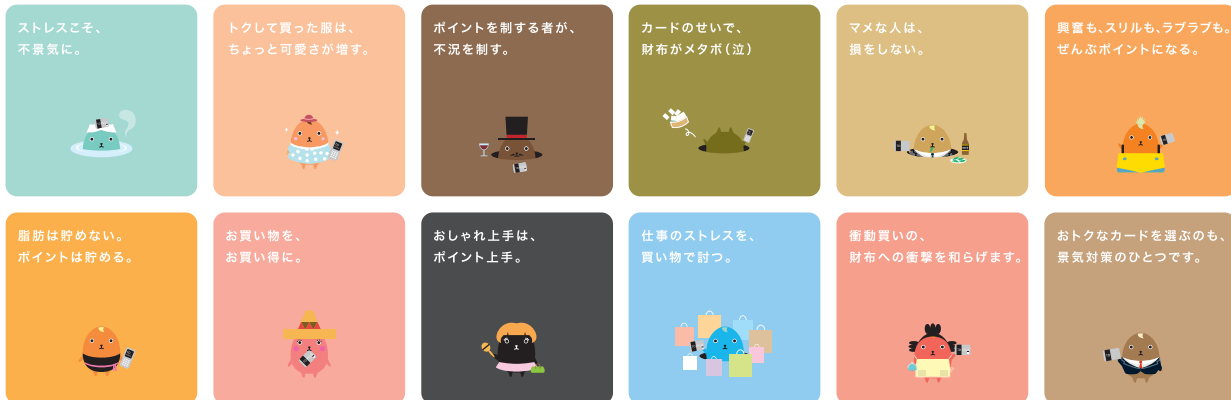 ストレスこそ、
不景気に。
トクして買った服は、
ちょっと可愛さが増す。
ポイントを制する者が、
不況を制す。
カードのせいで、
財布がメタボ(泣)
マメな人は、
損をしない。
興奮も、スリルも、ラブラブも。
ぜんぶポイントになる。
脂肪は貯めない。
ポイントは貯める。
お買い物を、
お買い得に。
おしゃれ上手は、
ポイント上手。
仕事のストレスを、
買い物で討つ。
衝動買いの、
財布への衝撃を和らげます。
おトクなカードを選ぶのも、
景気対策のひとつです。